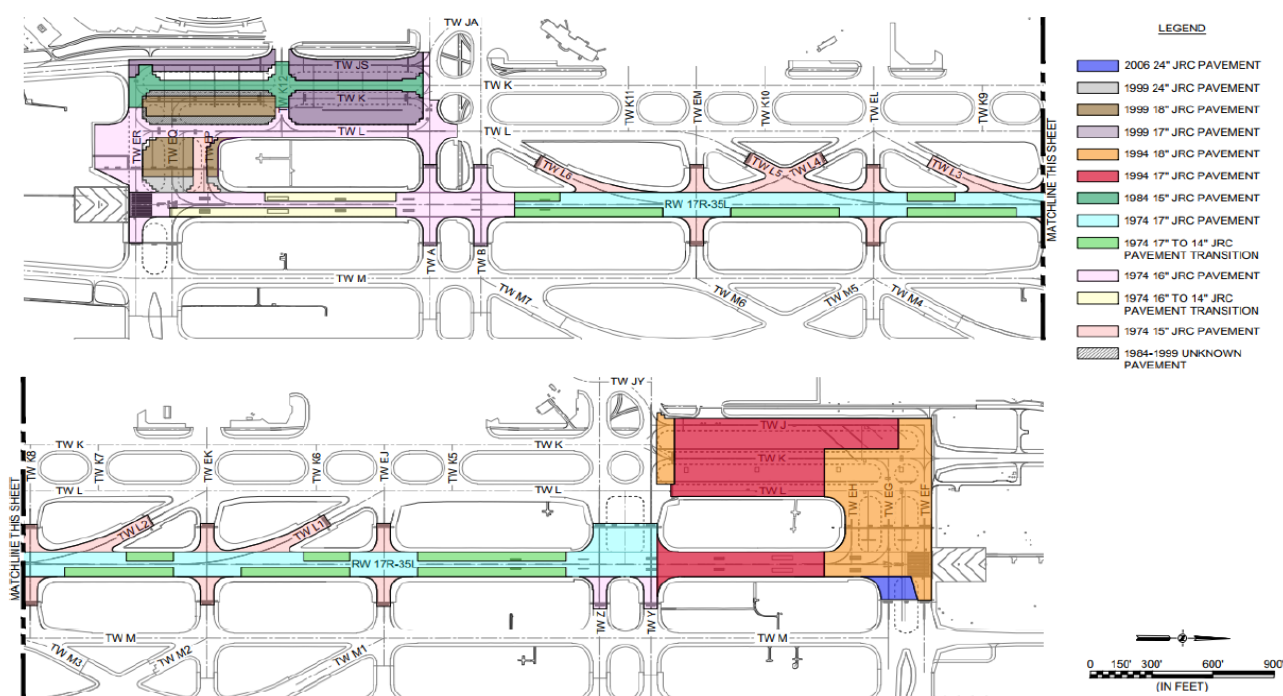 TW JA
TW JS
TW K12
TW K
TW K
TW L
TW L
TW ER
TW EQ
TW EP
TW K11
TW EM
TW K10
TW EL
TW K9
TW L6
TW L5
TW L4
TW L3
RW 17R-35L
TW A
TW B
TW M
TW M7
TW M6
TW M5
TW M4
MATCHLINE THIS SHEET
LEGEND
2006 24" JRC PAVEMENT
1999 24" JRC PAVEMENT
1999 18" JRC PAVEMENT
1999 17" JRC PAVEMENT
1994 18" JRC PAVEMENT
1994 17" JRC PAVEMENT
1984 15" JRC PAVEMENT
1974 17" JRC PAVEMENT
1974 17" TO 14" JRC
PAVEMENT TRANSITION
1974 16" JRC PAVEMENT
1974 16" TO 14" JRC
PAVEMENT TRANSITION
1974 15" JRC PAVEMENT
1984-1999 UNKNOWN
PAVEMENT
MATCHLINE THIS SHEET
TW JY
TW K
TW K
TW J
TW K
TW K8
TW K7
TW EK
TW K6
TW EJ
TW K5
TW L
TW L
TW L
TW EH
TW EG
TW EF
TW L2
TW L1
RW 17R-35L
TW Z
TW Y
TW M
TW M
TW M3
TW M2
TW M1
0 150' 300' 600' 900'
(IN FEET)